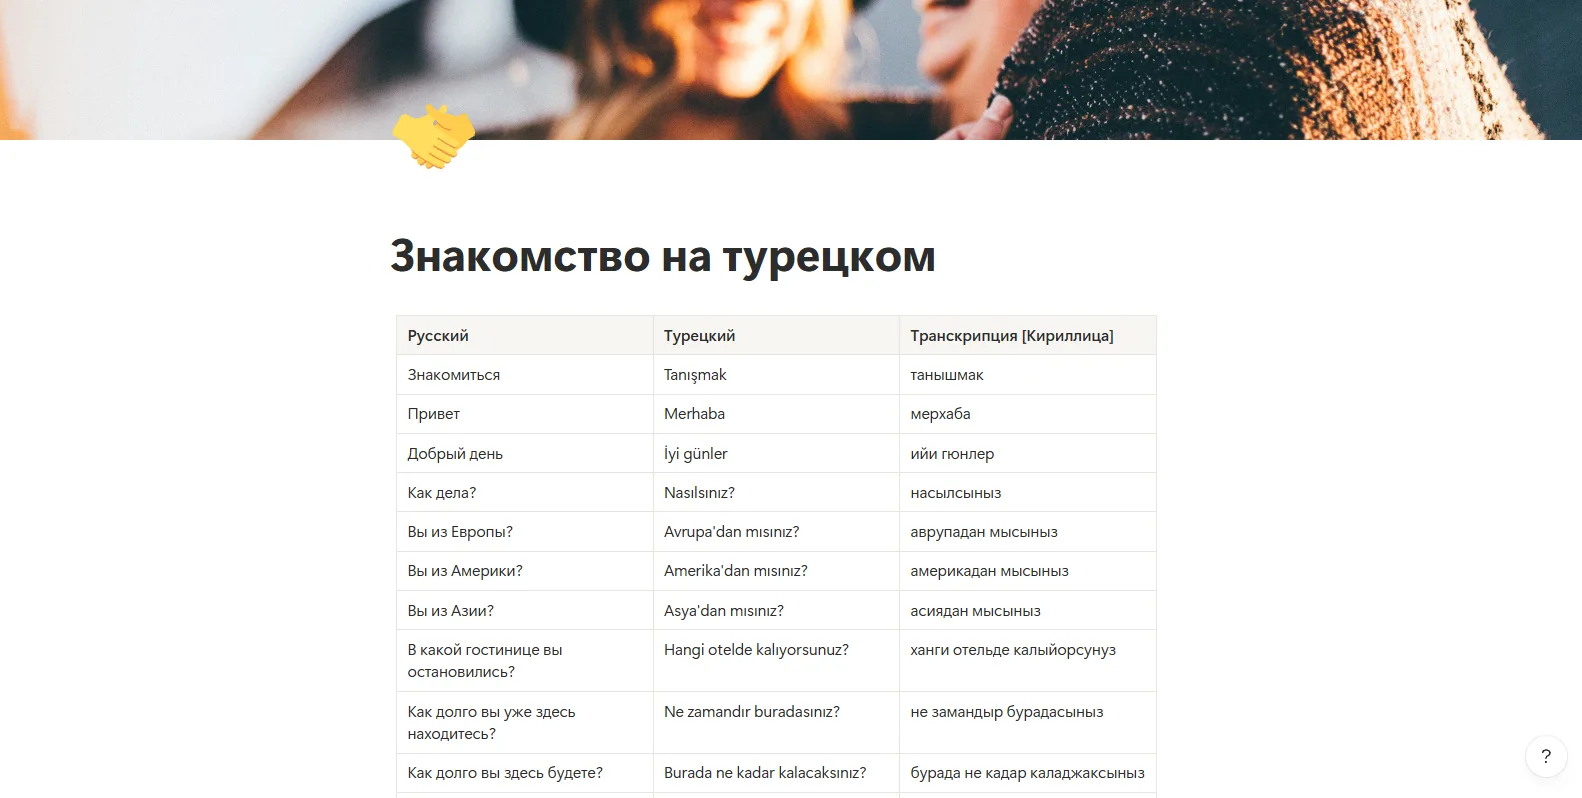 Знакомство на турецком
Русский Турецкий Транскрипция [Кириллица]
Знакомиться Tanışmak танышмак
Привет Merhaba мерхаба
Добрый день İyi günler ийи гюнлер
Как дела? Nasılsınız? насылсыныз
Вы из Европы? Avrupa'dan mısınız? аврупадан мысыныз
Вы из Америки? Amerika'dan mısınız? америкадан мысыныз
Вы из Азии? Asya'dan mısınız? асиядан мысыныз
В какой гостинице вы Hangi otelde kalıyorsunuz? ханги отельде калыйорсунуз
остановились?
Как долго вы уже здесь Ne zamandır buradasınız? не замандыр бурадасыныз
находитесь?
Как долго вы здесь будете? Burada ne kadar kalacaksınız? бурада не кадар каладжаксыныз
?